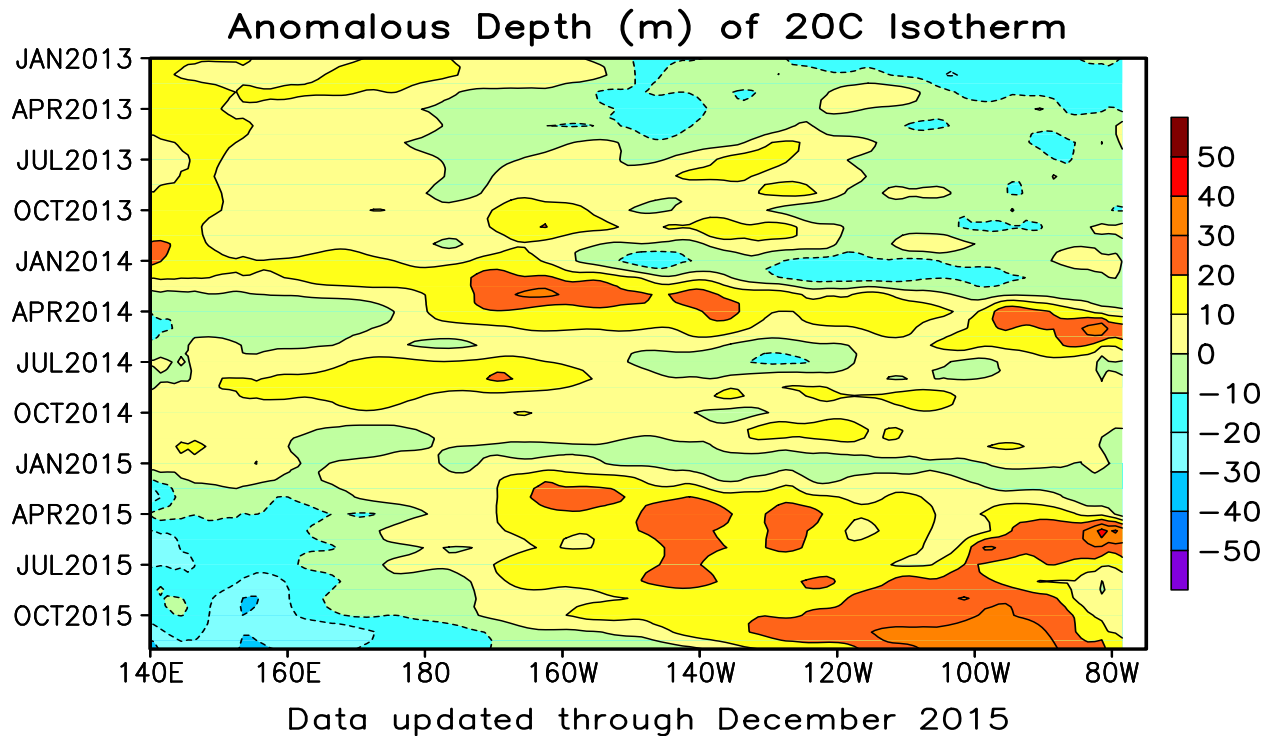 Anomalous Depth (m) of 20C Isotherm
JAN2013
APR2013
JUL2013
OCT2013
JAN2014
APR2014
JUL2014
OCT2014
JAN2015
APR2015
JUL2015
OCT2015
140E 160E 180 160W 140W 120W 100W 80W
50
40
30
20
10
0
−10
−20
−30
−40
−50
Data updated through December 2015